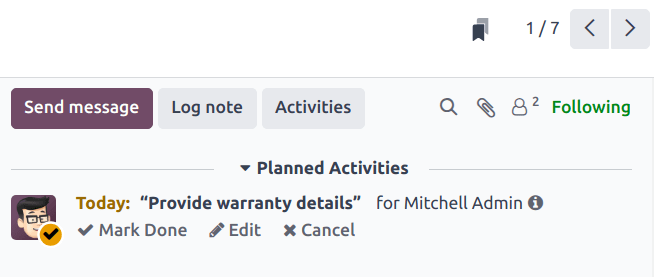 1 / 7
Send message Log note Activities 2 Following
Planned Activities
Today: “Provide warranty details” for Mitchell Admin
Mark Done Edit Cancel